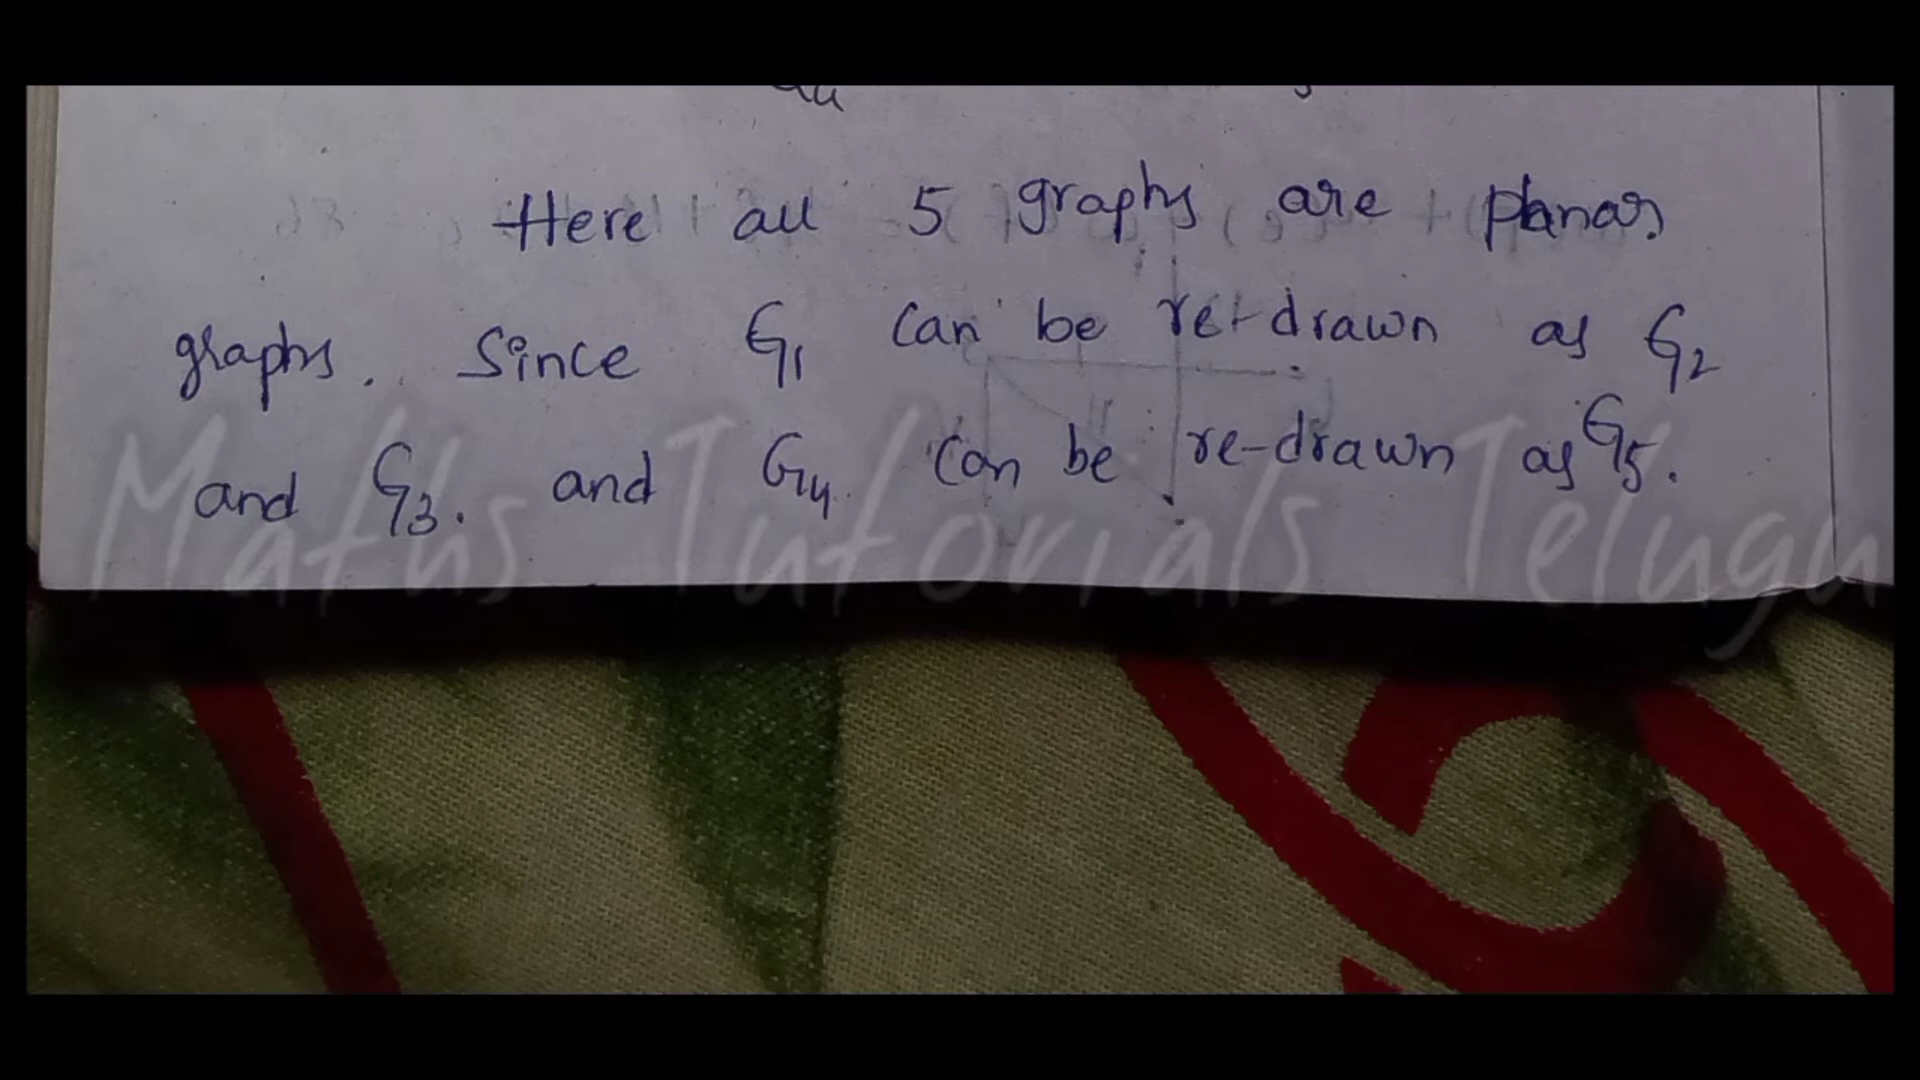 Here all 5 graphs are planar
graphs. Since G1 can be re-drawn as G2
and G3. and G4 can be re-drawn as G5.
Maths Tutorials Telugu